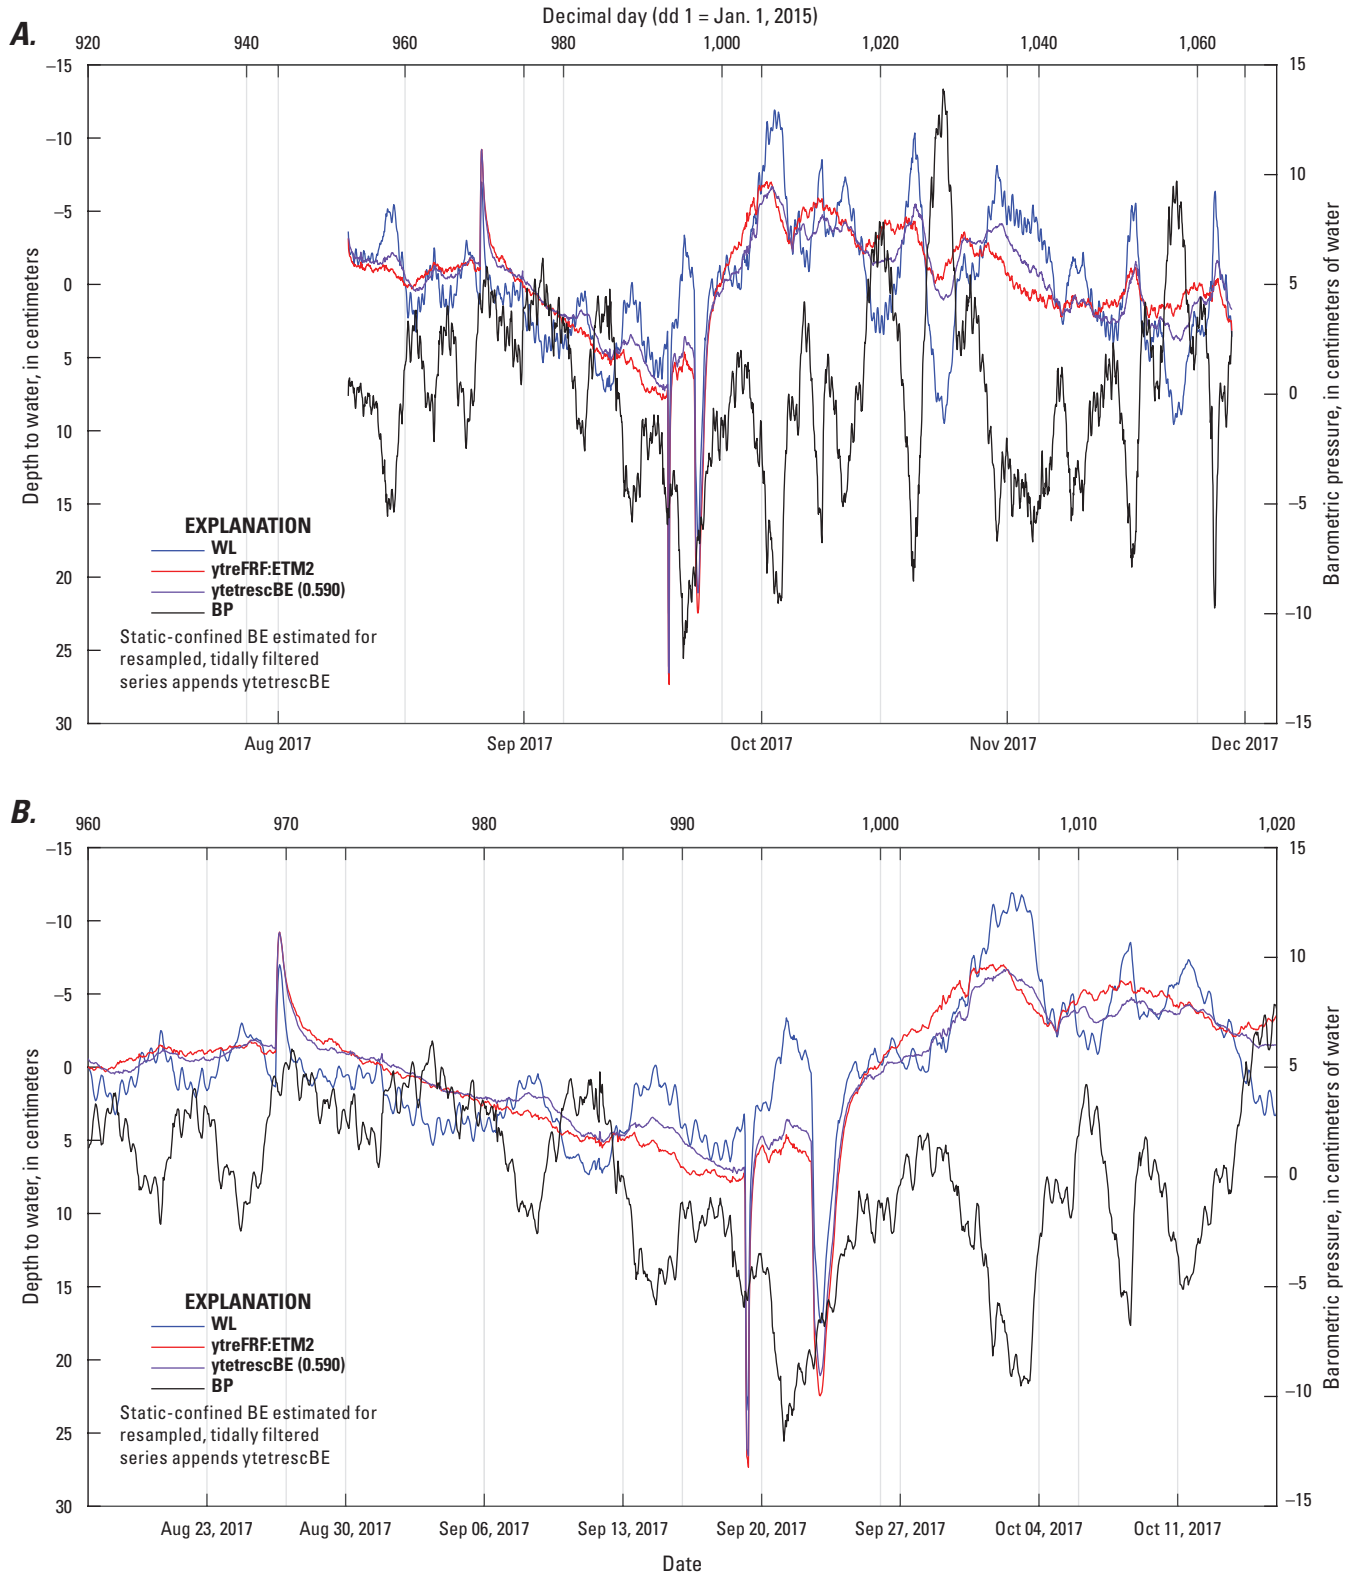 A.
Decimal day (dd 1 = Jan. 1, 2015)
920 940 960 980 1,000 1,020 1,040 1,060
–15 15
–10 10
–5 5
0 0
5 –5
10 –10
15 –15
20
25
30
Depth to water, in centimeters
Barometric pressure, in centimeters of water
EXPLANATION
WL
ytreFRF:ETM2
ytetrescBE (0.590)
BP
Static-confined BE estimated for
resampled, tidally filtered
series appends ytetrescBE
Aug 2017 Sep 2017 Oct 2017 Nov 2017 Dec 2017
B.
960 970 980 990 1,000 1,010 1,020
–15 15
–10 10
–5 5
0 0
5 –5
10 –10
15 –15
20
25
30
Depth to water, in centimeters
Barometric pressure, in centimeters of water
EXPLANATION
WL
ytreFRF:ETM2
ytetrescBE (0.590)
BP
Static-confined BE estimated for
resampled, tidally filtered
series appends ytetrescBE
Aug 23, 2017 Aug 30, 2017 Sep 06, 2017 Sep 13, 2017 Sep 20, 2017 Sep 27, 2017 Oct 04, 2017 Oct 11, 2017
Date